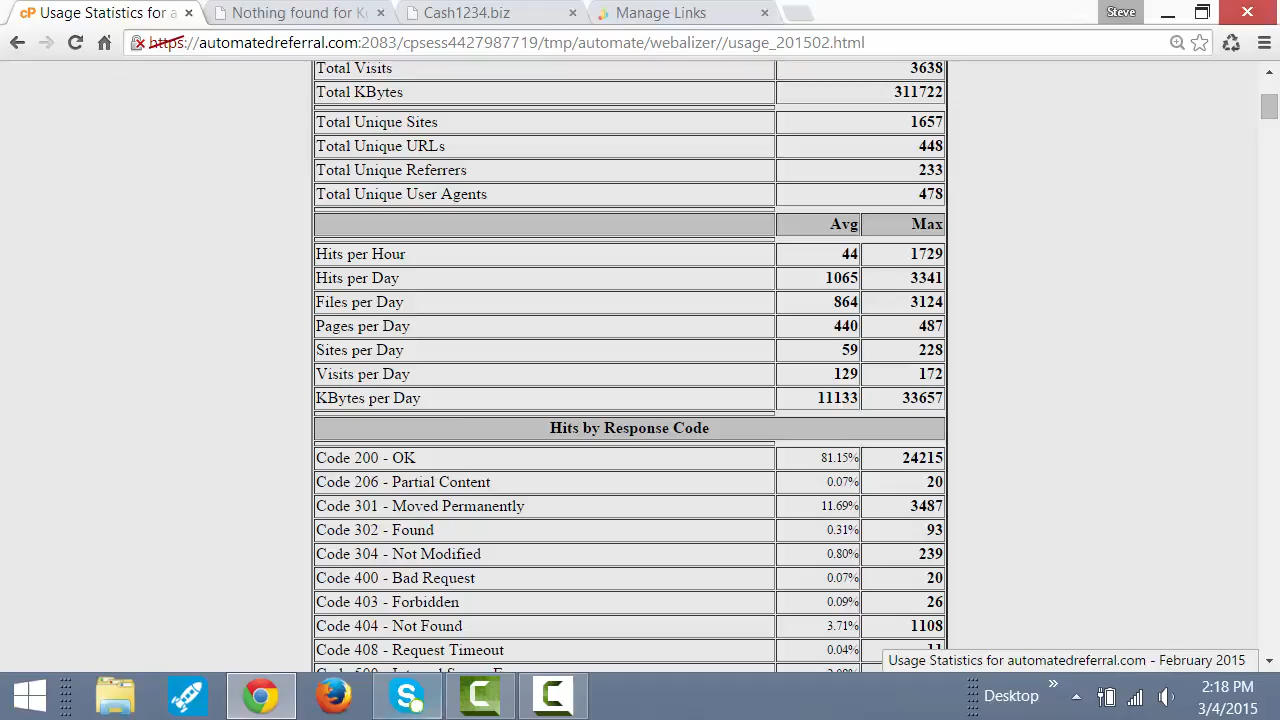 Usage Statistics for a
Nothing found for K
Cash1234.biz
Manage Links
Steve
https://automatedreferral.com:2083/cpsess4427987719/tmp/automate/webalizer//usage_201502.html
Total Visits 3638
Total KBytes 311722
Total Unique Sites 1657
Total Unique URLs 448
Total Unique Referrers 233
Total Unique User Agents 478
Avg Max
Hits per Hour 44 1729
Hits per Day 1065 3341
Files per Day 864 3124
Pages per Day 440 487
Sites per Day 59 228
Visits per Day 129 172
KBytes per Day 11133 33657
Hits by Response Code
Code 200 - OK 81.15% 24215
Code 206 - Partial Content 0.07% 20
Code 301 - Moved Permanently 11.69% 3487
Code 302 - Found 0.31% 93
Code 304 - Not Modified 0.80% 239
Code 400 - Bad Request 0.07% 20
Code 403 - Forbidden 0.09% 26
Code 404 - Not Found 3.71% 1108
Code 408 - Request Timeout 0.04% 11
Usage Statistics for automatedreferral.com - February 2015
Desktop
2:18 PM
3/4/2015